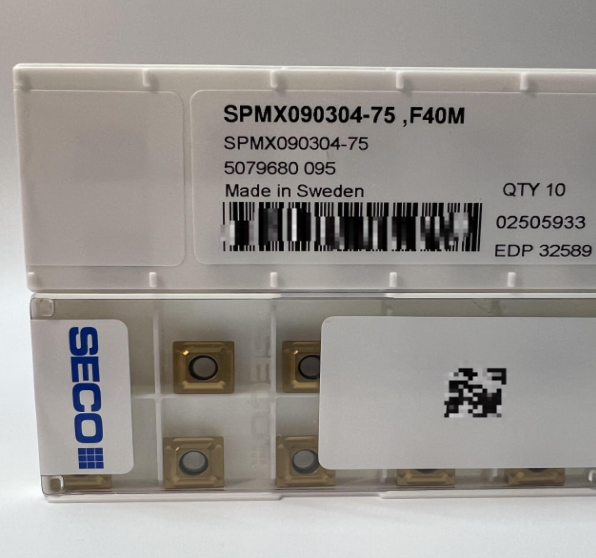 SPMX090304-75 ,F40M
SPMX090304-75
5079680 095
Made in Sweden
QTY 10
02505933
EDP 32589
SECO